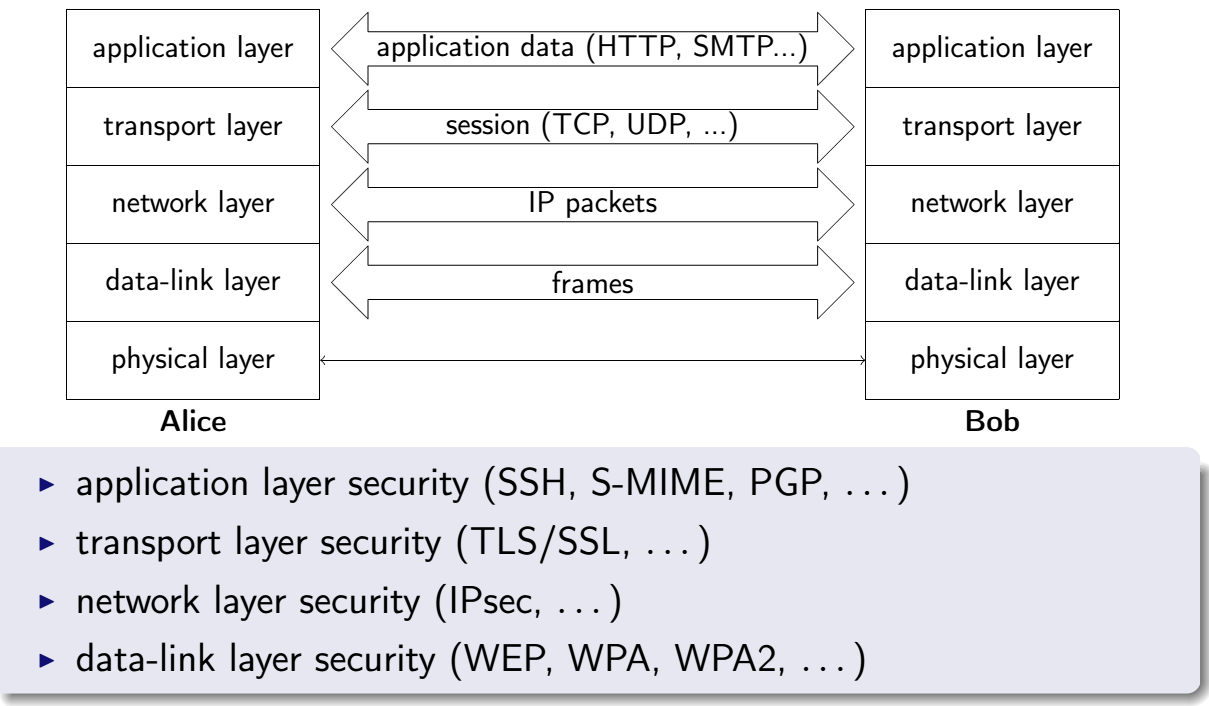 application layer application data (HTTP, SMTP...) application layer
transport layer session (TCP, UDP, ...) transport layer
network layer IP packets network layer
data-link layer frames data-link layer
physical layer physical layer
Alice Bob
▶ application layer security (SSH, S-MIME, PGP, . . . )
▶ transport layer security (TLS/SSL, . . . )
▶ network layer security (IPsec, . . . )
▶ data-link layer security (WEP, WPA, WPA2, . . . )